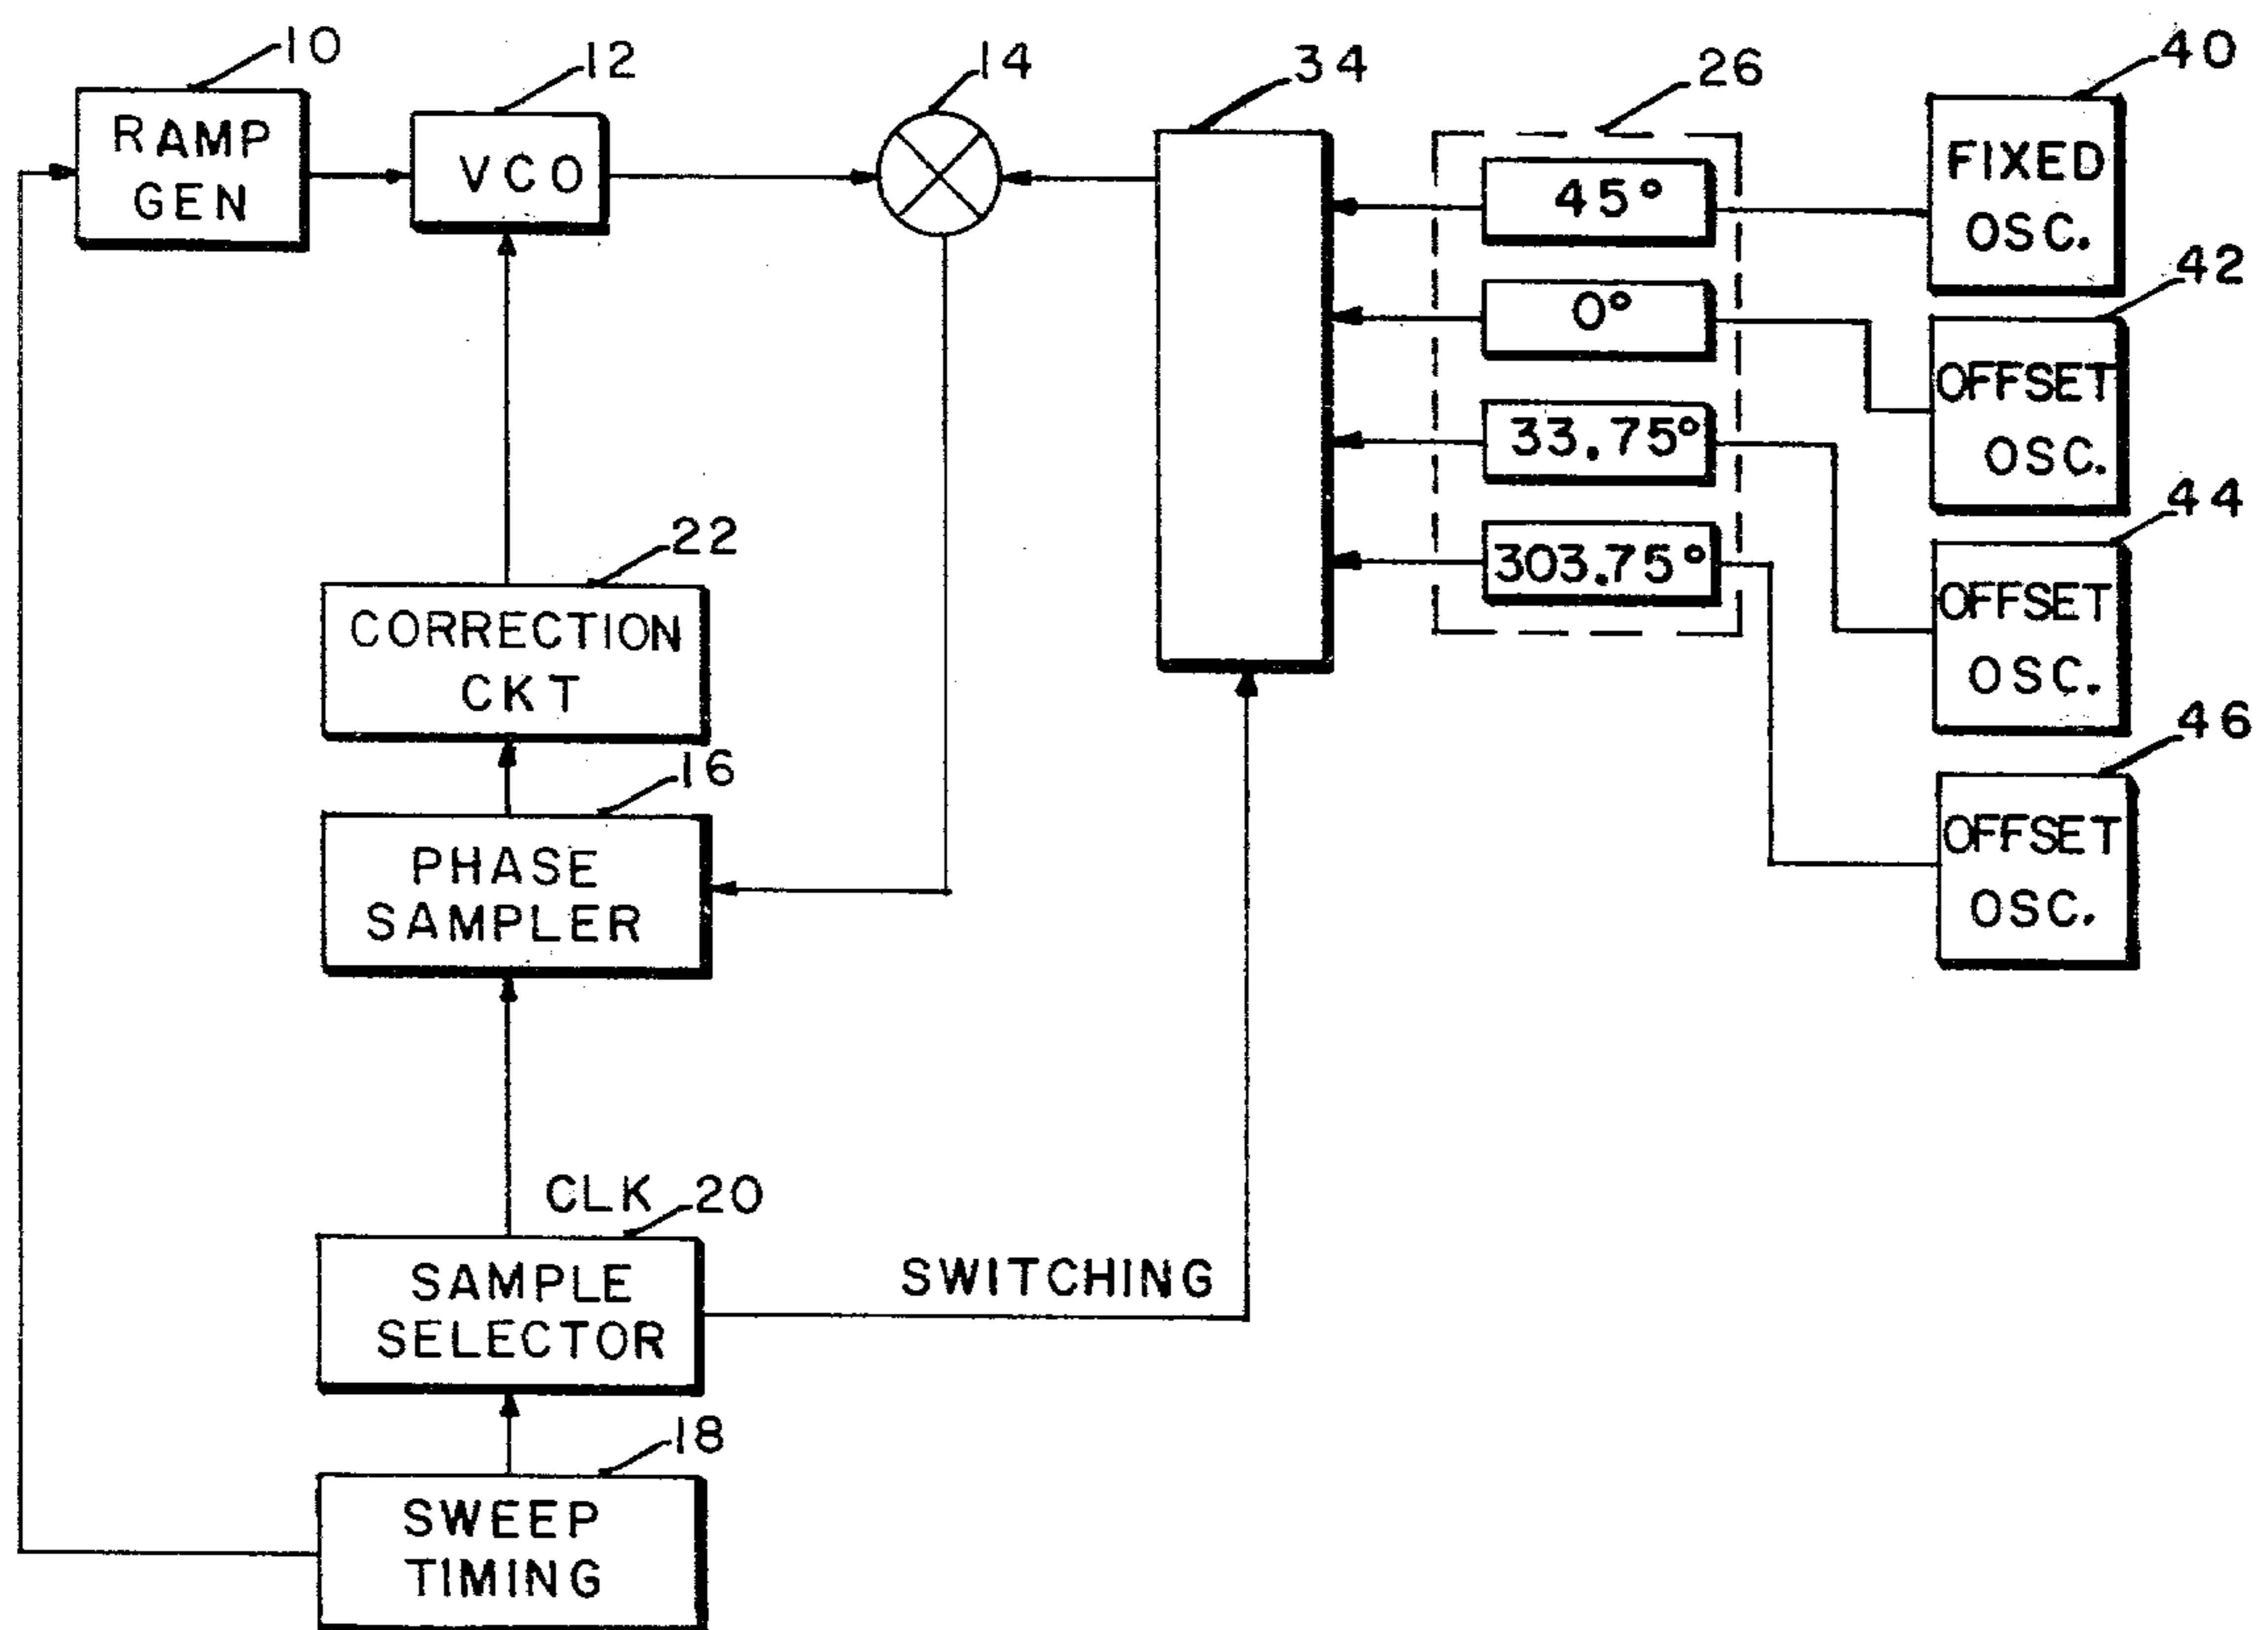 10
12
14
34
26
40
RAMP
GEN
VCO
45°
FIXED
OSC.
0°
42
OFFSET
OSC.
33.75°
44
303.75°
OFFSET
OSC.
22
CORRECTION
CKT
46
OFFSET
OSC.
16
PHASE
SAMPLER
CLK 20
SAMPLE
SELECTOR
SWITCHING
18
SWEEP
TIMING